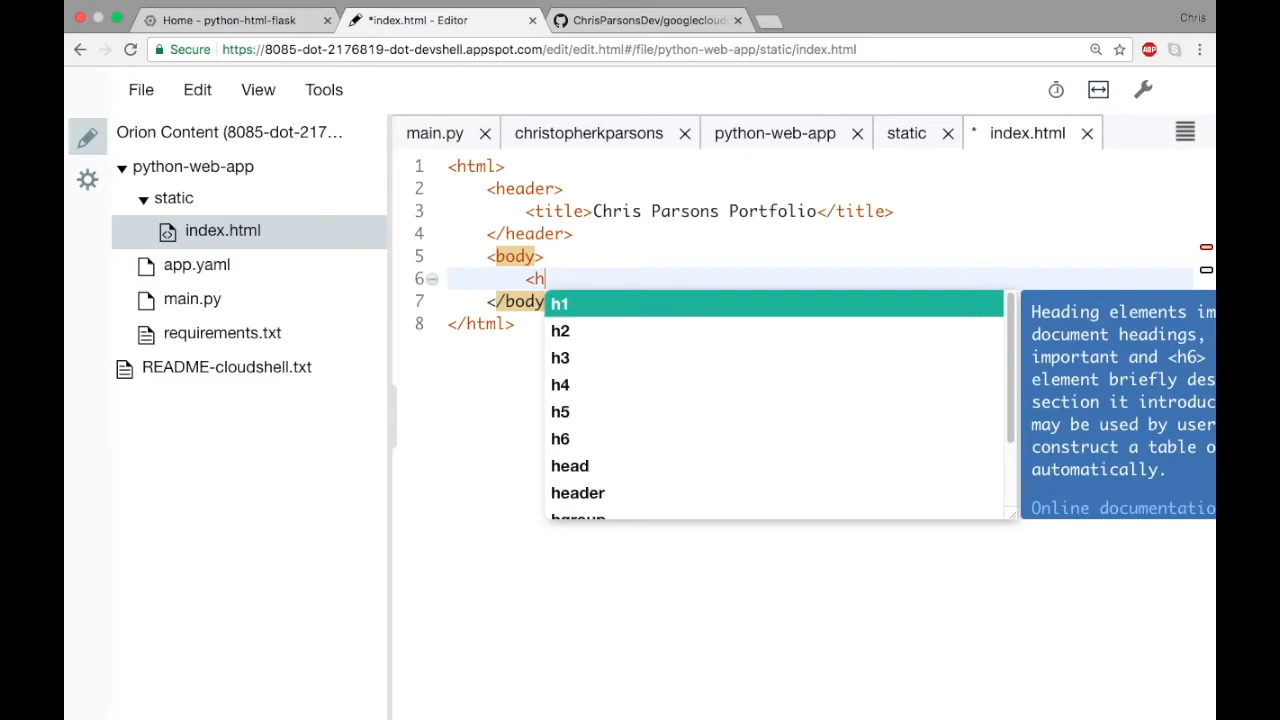 Home - python-html-flask
*index.html - Editor
ChrisParsonsDev/googlecloud
Chris
Secure
https://8085-dot-2176819-dot-devshell.appspot.com/edit/edit.html#/file/python-web-app/static/index.html
ABP
File Edit View Tools
Orion Content (8085-dot-217...
python-web-app
static
index.html
app.yaml
main.py
requirements.txt
README-cloudshell.txt
main.py
christopherkparsons
python-web-app
static
* index.html
1 <html>
2 <header>
3 <title>Chris Parsons Portfolio</title>
4 </header>
5 <body>
6 <h
7 </body
8 </html>
h1
h2
h3
h4
h5
h6
head
header
hgroup
Heading elements im
document headings,
important and <h6>
element briefly des
section it introduc
may be used by user
construct a table o
automatically.
Online documentatio